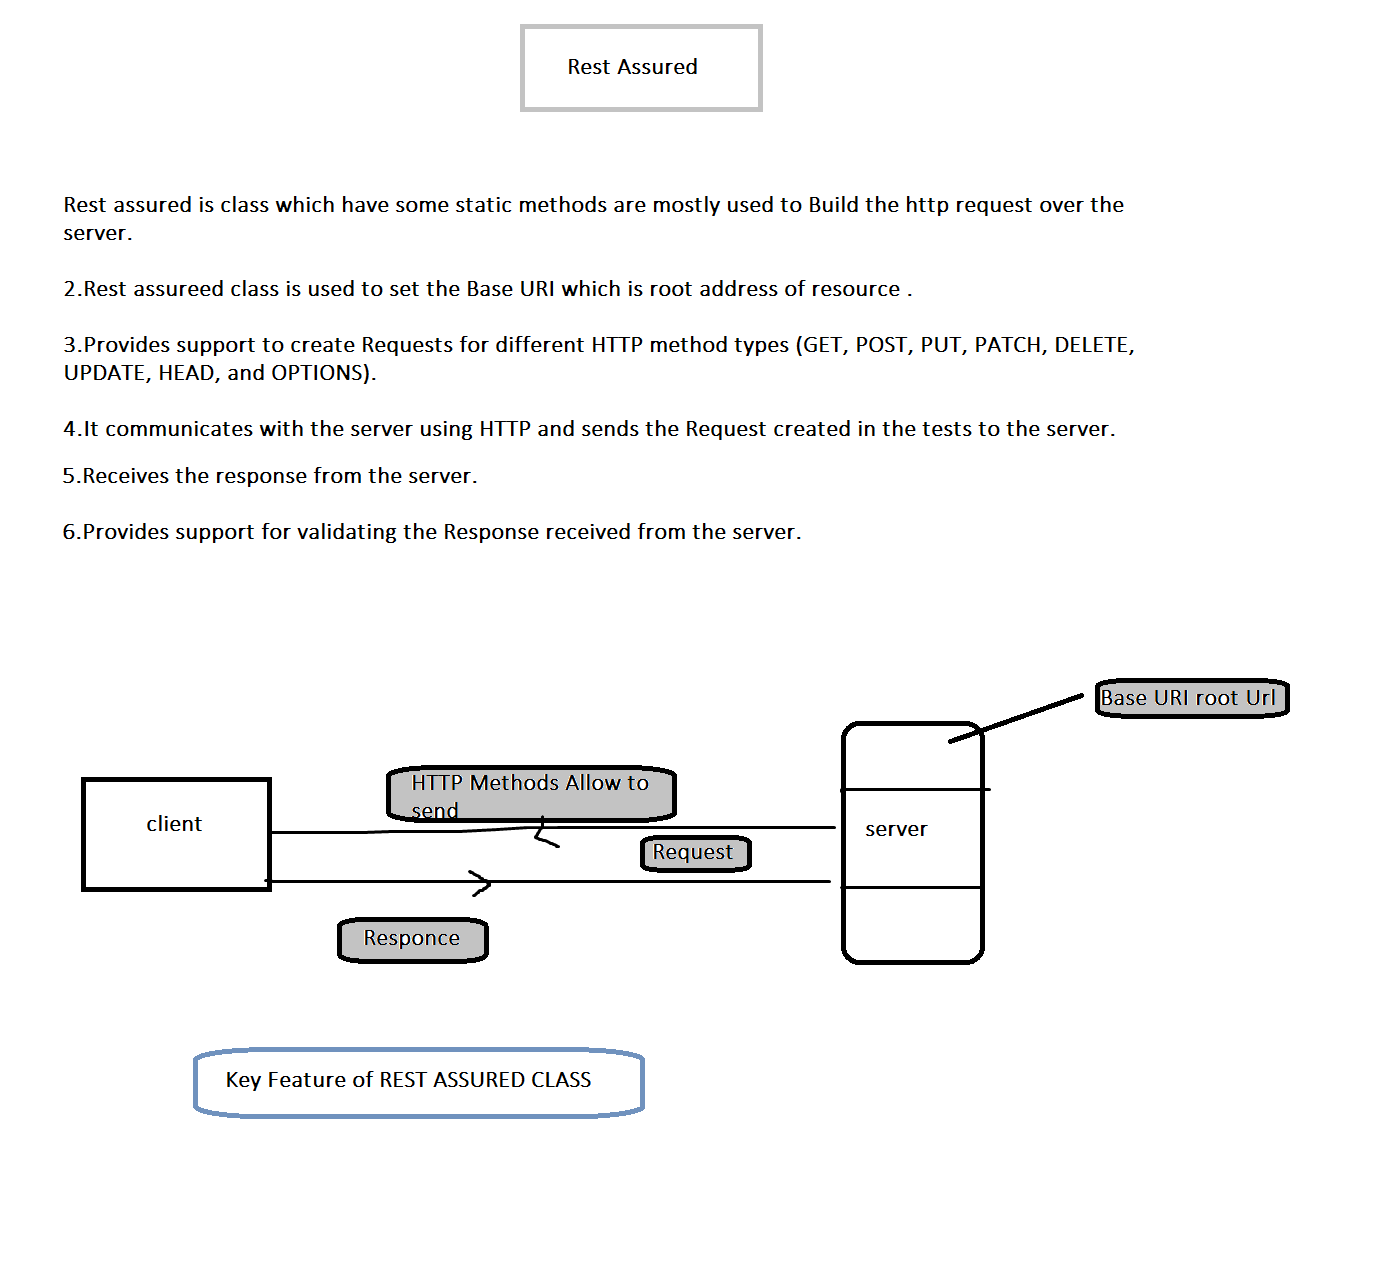 Rest Assured
Rest assured is class which have some static methods are mostly used to Build the http request over the
server.
2.Rest assureed class is used to set the Base URI which is root address of resource .
3.Provides support to create Requests for different HTTP method types (GET, POST, PUT, PATCH, DELETE,
UPDATE, HEAD, and OPTIONS).
4.It communicates with the server using HTTP and sends the Request created in the tests to the server.
5.Receives the response from the server.
6.Provides support for validating the Response received from the server.
Base URI root Url
HTTP Methods Allow to
send
client
server
Request
Responce
Key Feature of REST ASSURED CLASS